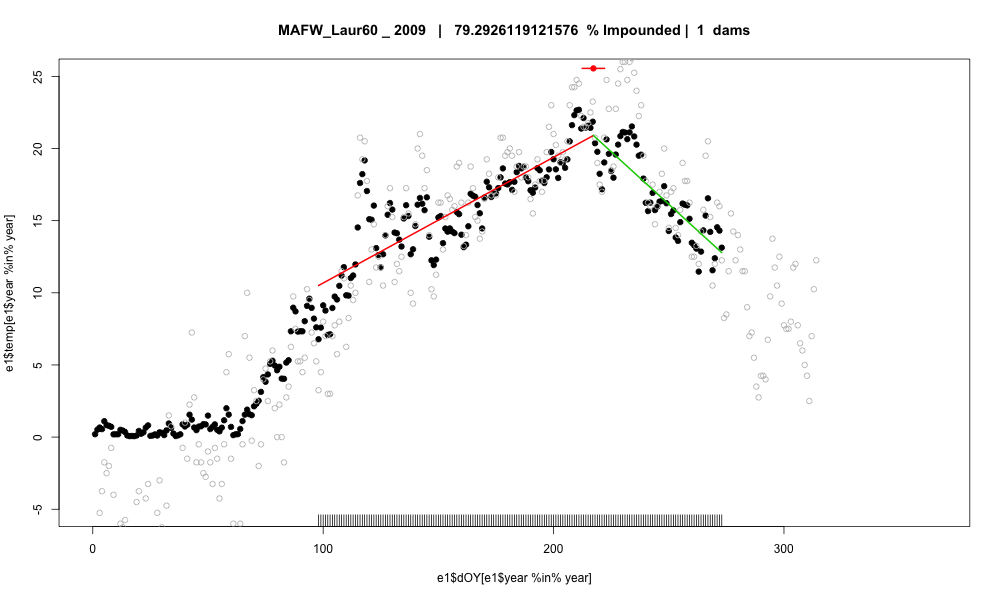 MAFW_Laur60 _ 2009 | 79.2926119121576 % Impounded | 1 dams
25
20
15
10
5
0
-5
e1$temp[e1$year %in% year]
0 100 200 300
e1$dOY[e1$year %in% year]